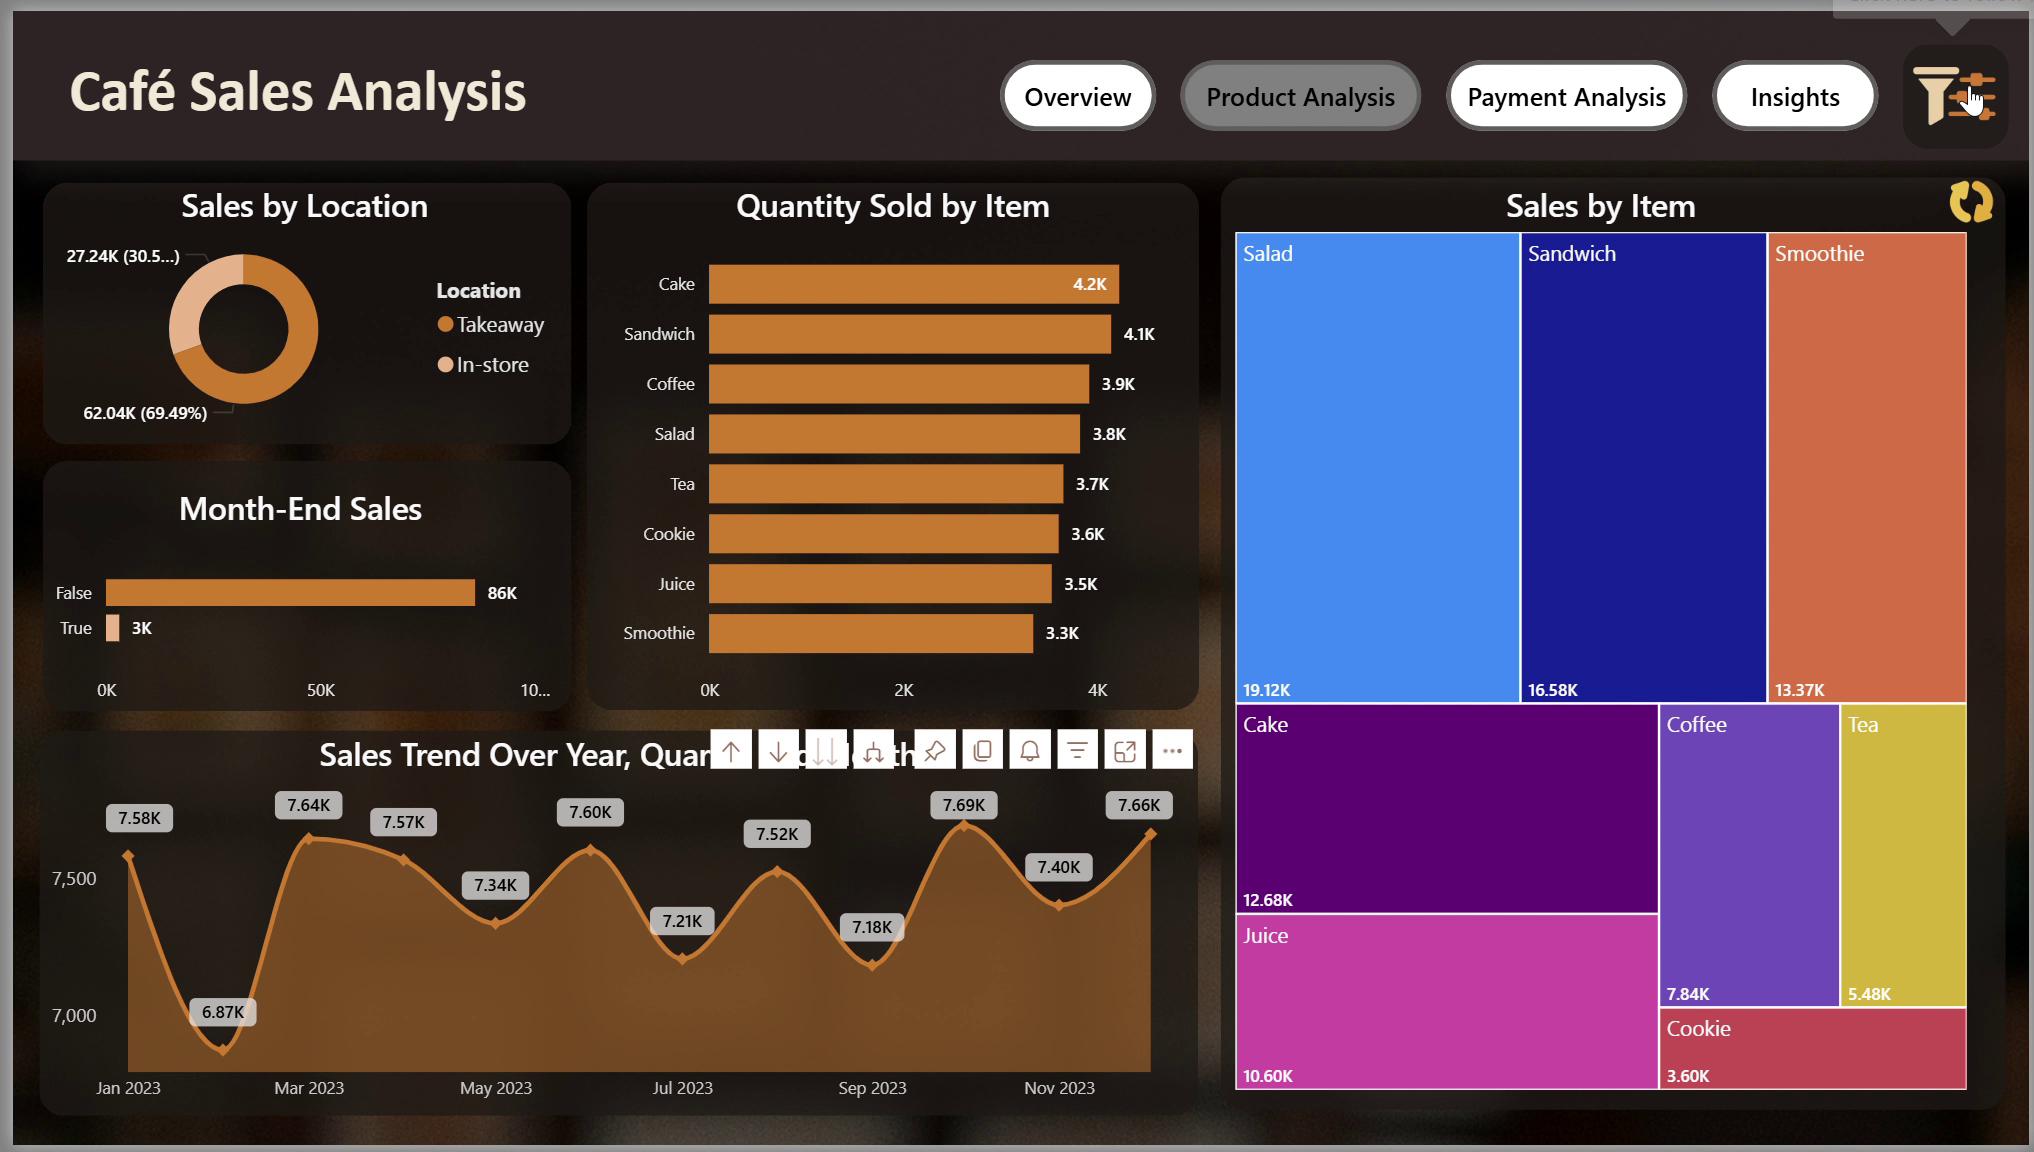 Café Sales Analysis
Overview
Product Analysis
Payment Analysis
Insights
Sales by Location
27.24K (30.5...)
62.04K (69.49%)
Location
Takeaway
In-store
Month-End Sales
False
86K
True
3K
0K
50K
10...
Quantity Sold by Item
Cake
4.2K
Sandwich
4.1K
Coffee
3.9K
Salad
3.8K
Tea
3.7K
Cookie
3.6K
Juice
3.5K
Smoothie
3.3K
0K
2K
4K
Sales by Item
Salad
19.12K
Sandwich
16.58K
Smoothie
13.37K
Cake
12.68K
Coffee
7.84K
Tea
5.48K
Juice
10.60K
Cookie
3.60K
Sales Trend Over Year,
7.58K
6.87K
7.64K
7.57K
7.34K
7.60K
7.21K
7.52K
7.18K
7.69K
7.40K
7.66K
7,500
7,000
Jan 2023
Mar 2023
May 2023
Jul 2023
Sep 2023
Nov 2023